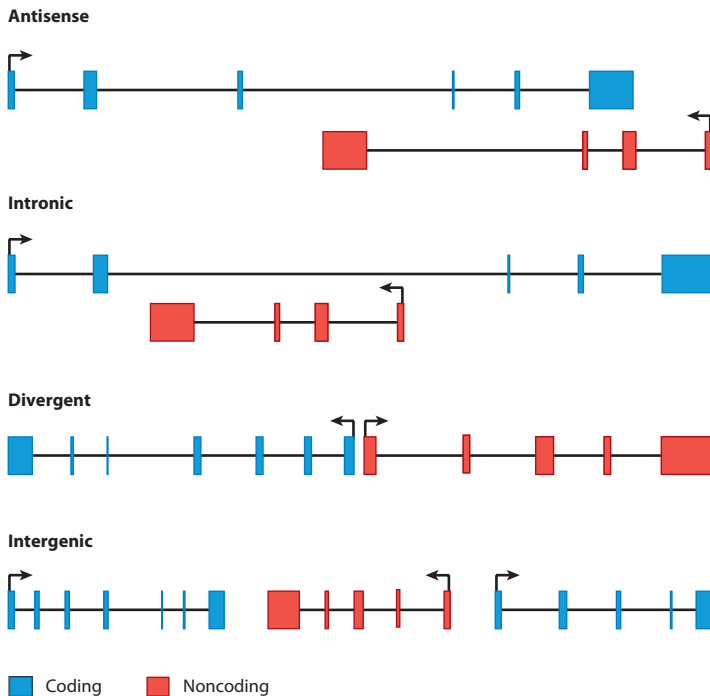 Antisense
Intronic
Divergent
Intergenic
Coding Noncoding